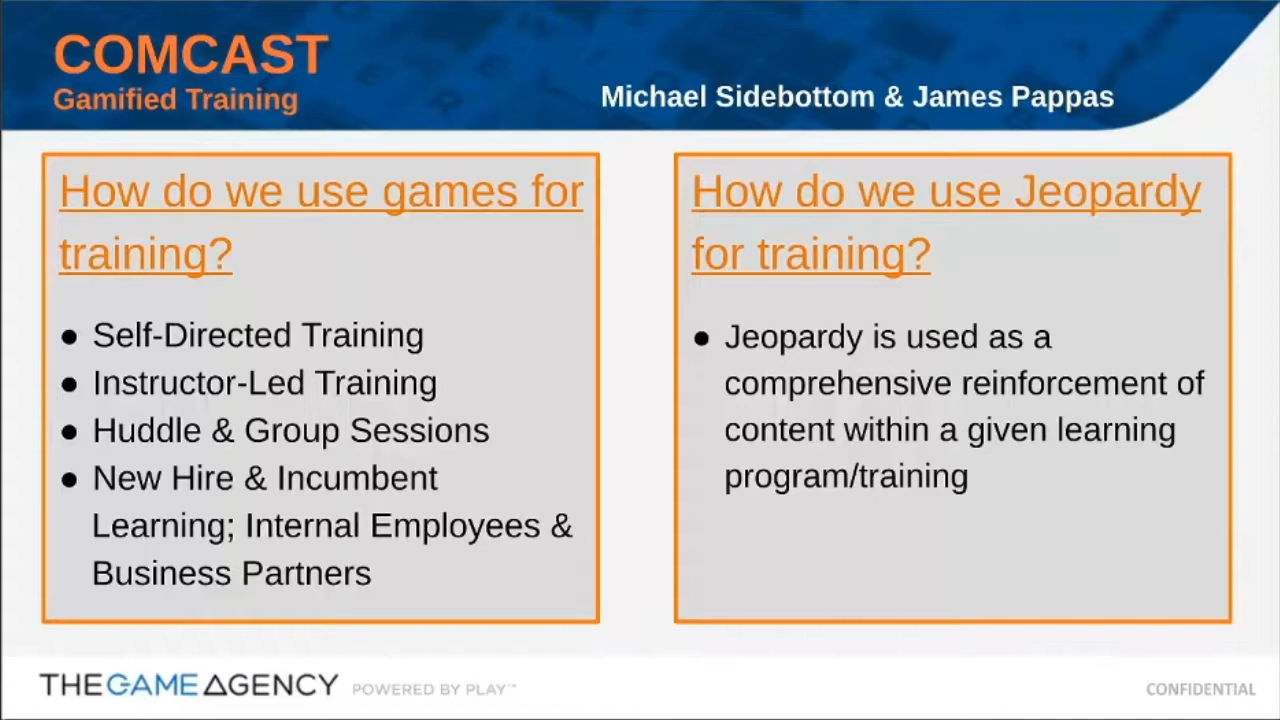 COMCAST
Gamified Training
Michael Sidebottom & James Pappas
How do we use games for
training?
● Self-Directed Training
● Instructor-Led Training
● Huddle & Group Sessions
● New Hire & Incumbent
Learning; Internal Employees &
Business Partners
How do we use Jeopardy
for training?
● Jeopardy is used as a
comprehensive reinforcement of
content within a given learning
program/training
THEGAMEAGENCY POWERED BY PLAY™
CONFIDENTIAL